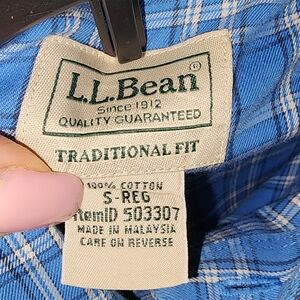 L.L.Bean®
Since 1912
QUALITY GUARANTEED
TRADITIONAL FIT
100% COTTON
S-REG
ItemID 503307
MADE IN MALAYSIA
CARE ON REVERSE